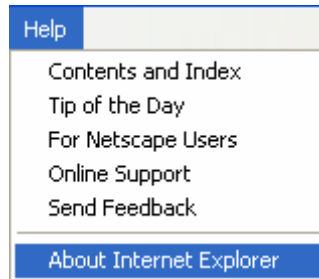 Help
Contents and Index
Tip of the Day
For Netscape Users
Online Support
Send Feedback
About Internet Explorer